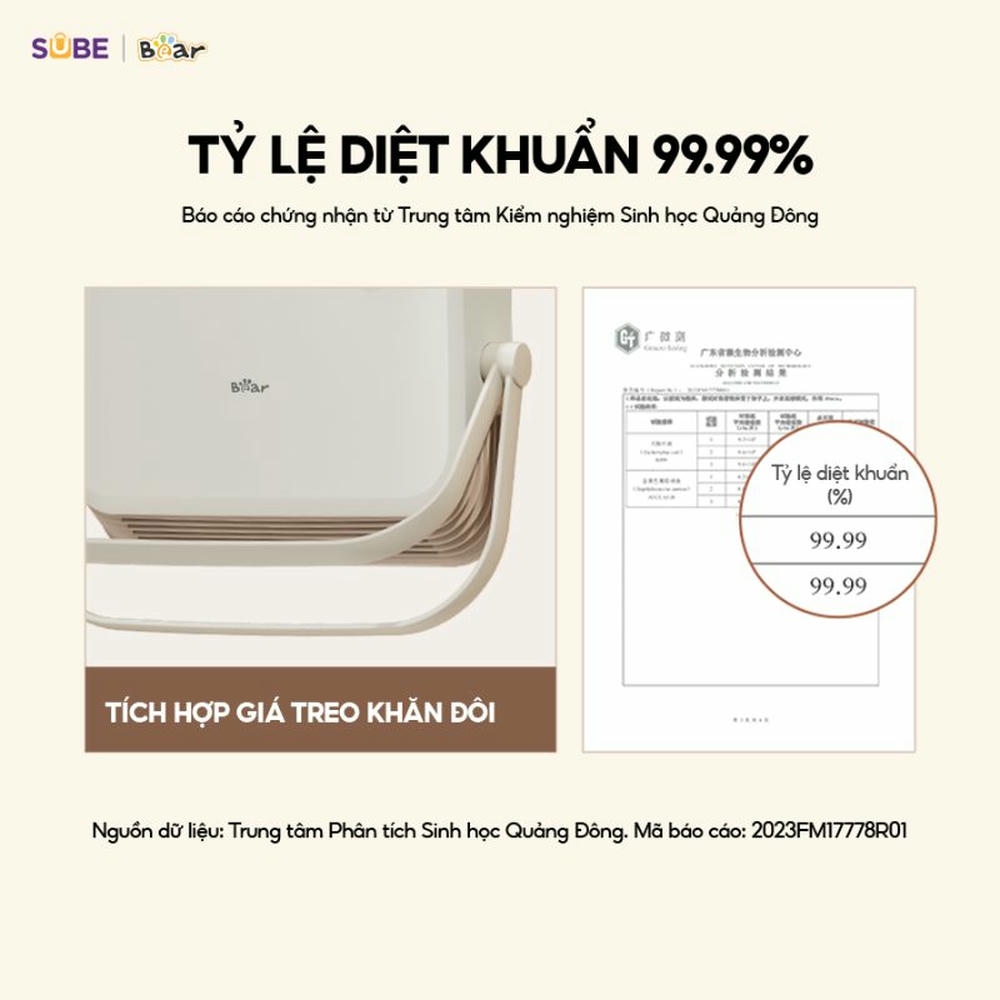 SUBE | Bear
TỶ LỆ DIỆT KHUẨN 99.99%
Báo cáo chứng nhận từ Trung tâm Kiểm nghiệm Sinh học Quảng Đông
Bear
TÍCH HỢP GIÁ TREO KHĂN ĐÔI
广微测
广东省微生物分析检测中心
分析检测结果
Tỷ lệ diệt khuẩn
(%)
99.99
99.99
Nguồn dữ liệu: Trung tâm Phân tích Sinh học Quảng Đông. Mã báo cáo: 2023FM17778R01